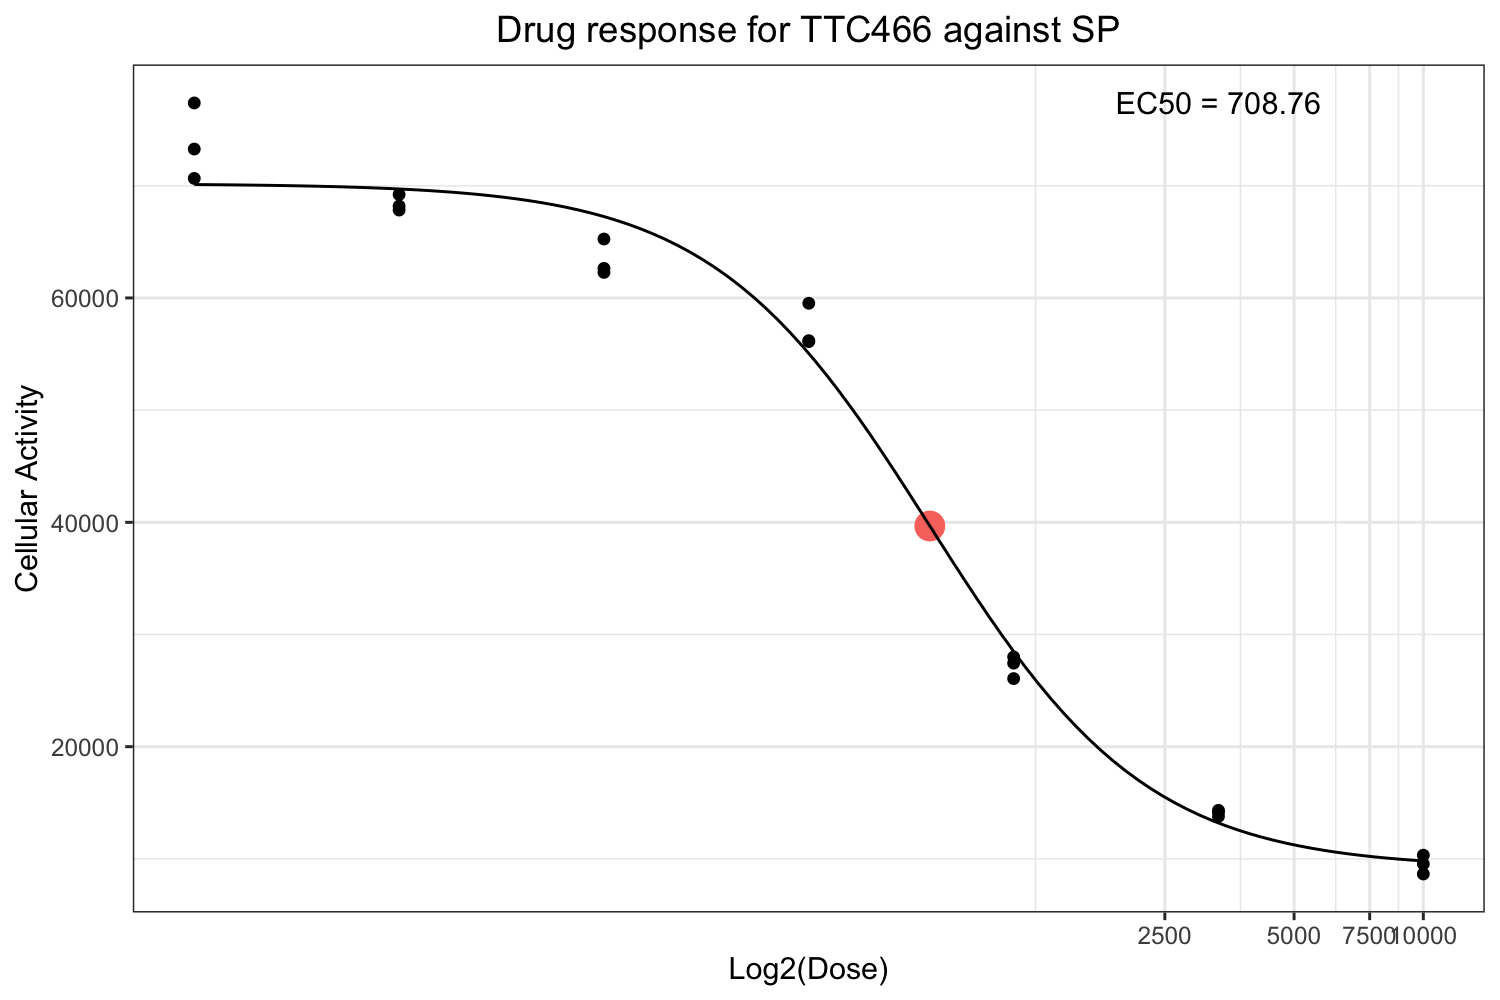 Drug response for TTC466 against SP
EC50 = 708.76
60000
40000
20000
Cellular Activity
2500 5000 7500 10000
Log2(Dose)